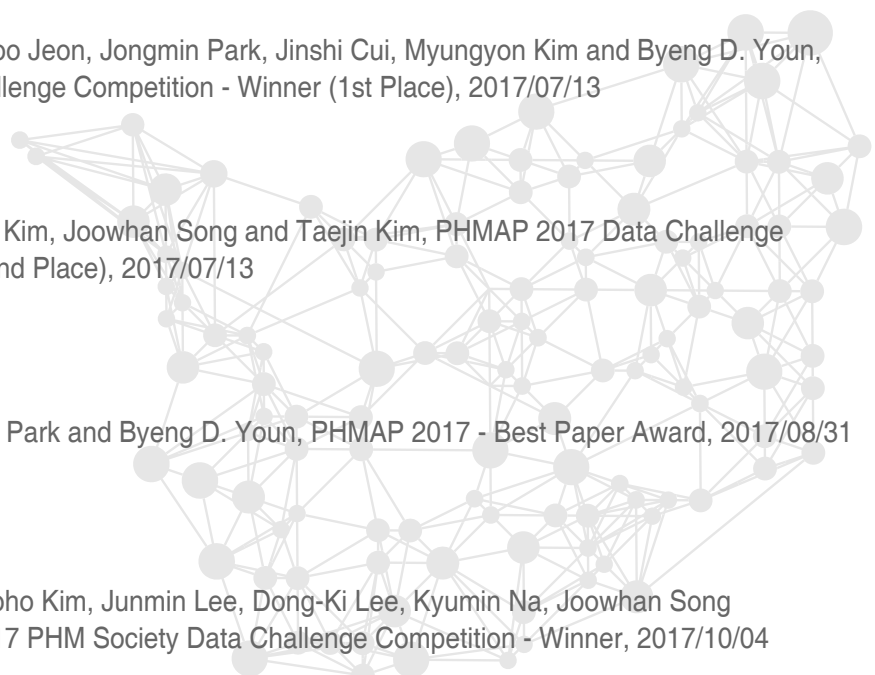 oo Jeon, Jongmin Park, Jinshi Cui, Myungyon Kim and Byeng D. Youn,
llenge Competition - Winner (1st Place), 2017/07/13
Kim, Joowhan Song and Taejin Kim, PHMAP 2017 Data Challenge
nd Place), 2017/07/13
Park and Byeng D. Youn, PHMAP 2017 - Best Paper Award, 2017/08/31
oho Kim, Junmin Lee, Dong-Ki Lee, Kyumin Na, Joowhan Song
7 PHM Society Data Challenge Competition - Winner, 2017/10/04